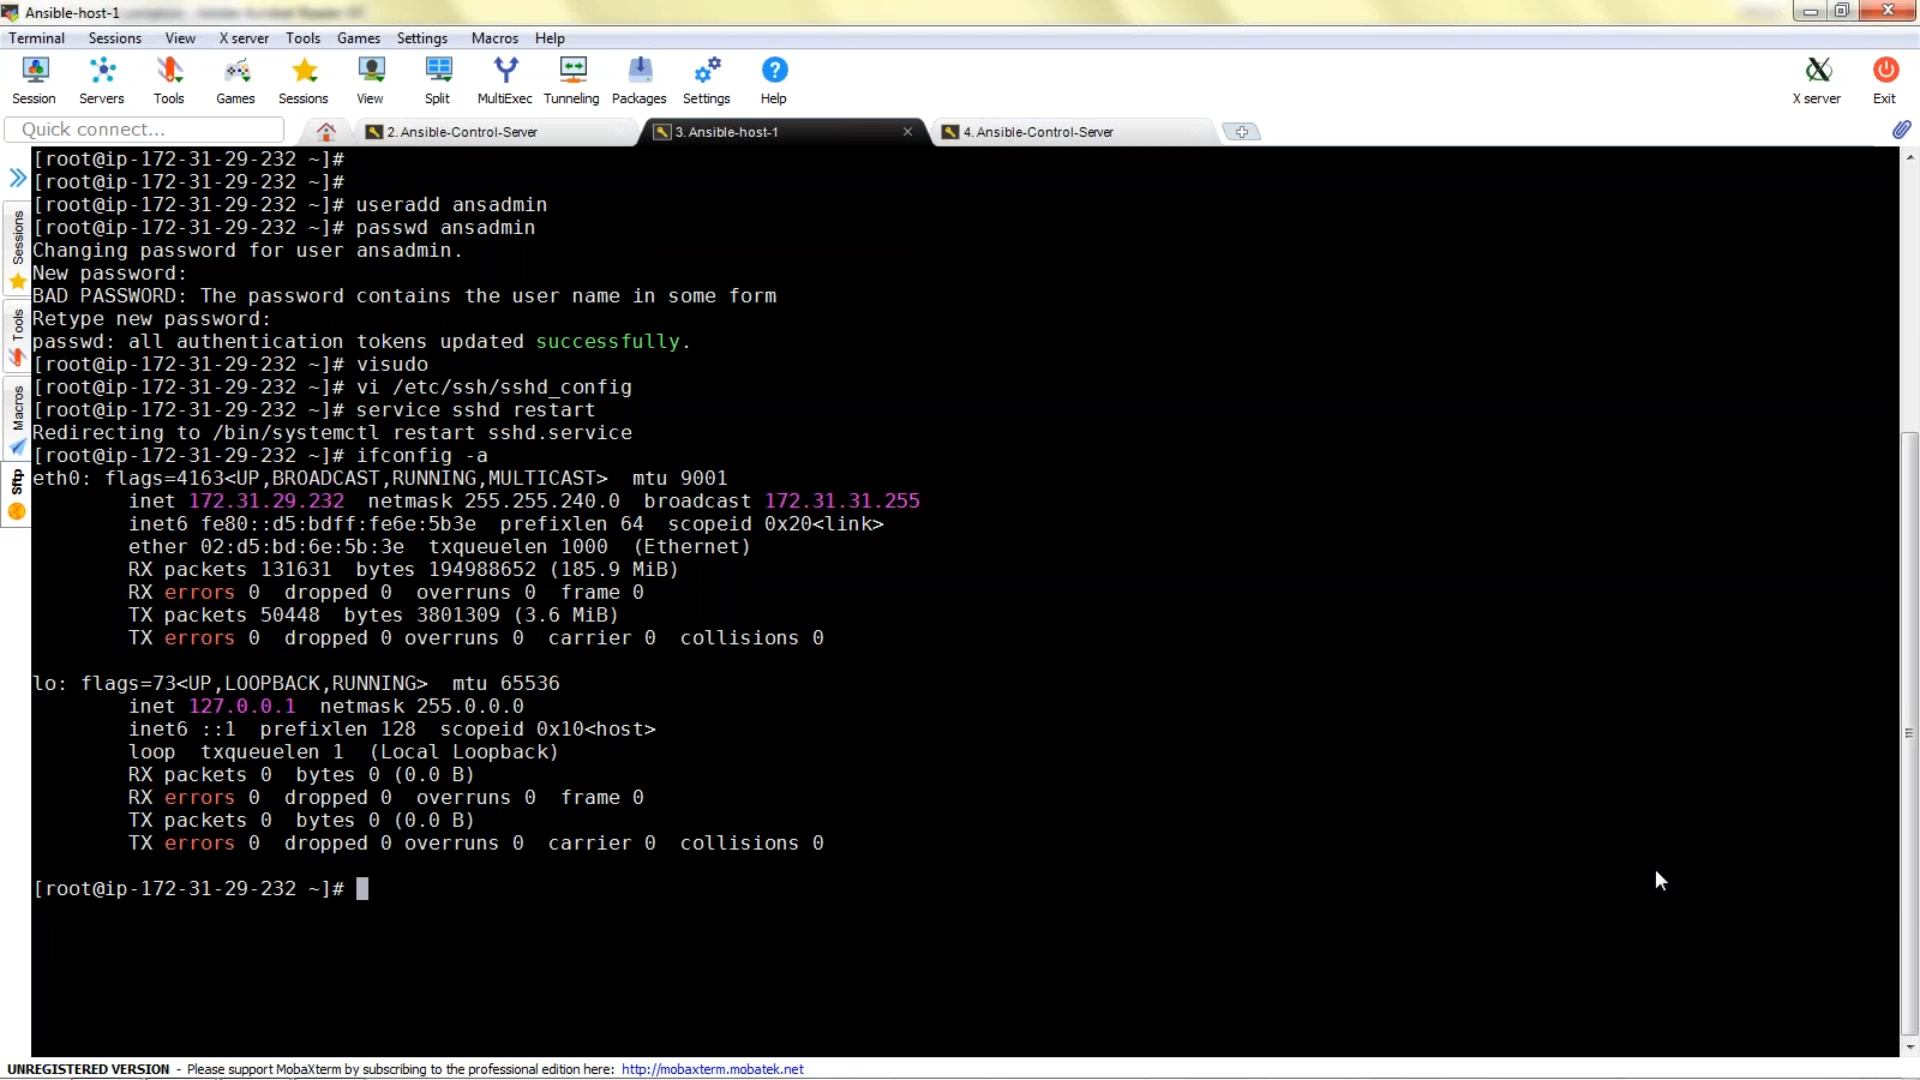 Ansible-host-1
Terminal Sessions View X server Tools Games Settings Macros Help
Session Servers Tools Games Sessions View Split MultiExec Tunneling Packages Settings Help X server Exit
Quick connect... 2. Ansible-Control-Server 3. Ansible-host-1 4. Ansible-Control-Server
Sessions
Tools
Macros
Sftp
[root@ip-172-31-29-232 ~]#
[root@ip-172-31-29-232 ~]#
[root@ip-172-31-29-232 ~]# useradd ansadmin
[root@ip-172-31-29-232 ~]# passwd ansadmin
Changing password for user ansadmin.
New password:
BAD PASSWORD: The password contains the user name in some form
Retype new password:
passwd: all authentication tokens updated successfully.
[root@ip-172-31-29-232 ~]# visudo
[root@ip-172-31-29-232 ~]# vi /etc/ssh/sshd_config
[root@ip-172-31-29-232 ~]# service sshd restart
Redirecting to /bin/systemctl restart sshd.service
[root@ip-172-31-29-232 ~]# ifconfig -a
eth0: flags=4163<UP,BROADCAST,RUNNING,MULTICAST>  mtu 9001
        inet 172.31.29.232  netmask 255.255.240.0  broadcast 172.31.31.255
        inet6 fe80::d5:bdff:fe6e:5b3e  prefixlen 64  scopeid 0x20<link>
        ether 02:d5:bd:6e:5b:3e  txqueuelen 1000  (Ethernet)
        RX packets 131631  bytes 194988652 (185.9 MiB)
        RX errors 0  dropped 0  overruns 0  frame 0
        TX packets 50448  bytes 3801309 (3.6 MiB)
        TX errors 0  dropped 0 overruns 0  carrier 0  collisions 0
lo: flags=73<UP,LOOPBACK,RUNNING>  mtu 65536
        inet 127.0.0.1  netmask 255.0.0.0
        inet6 ::1  prefixlen 128  scopeid 0x10<host>
        loop  txqueuelen 1  (Local Loopback)
        RX packets 0  bytes 0 (0.0 B)
        RX errors 0  dropped 0  overruns 0  frame 0
        TX packets 0  bytes 0 (0.0 B)
        TX errors 0  dropped 0 overruns 0  carrier 0  collisions 0
[root@ip-172-31-29-232 ~]#
UNREGISTERED VERSION - Please support MobaXterm by subscribing to the professional edition here: http://mobaxterm.mobatek.net